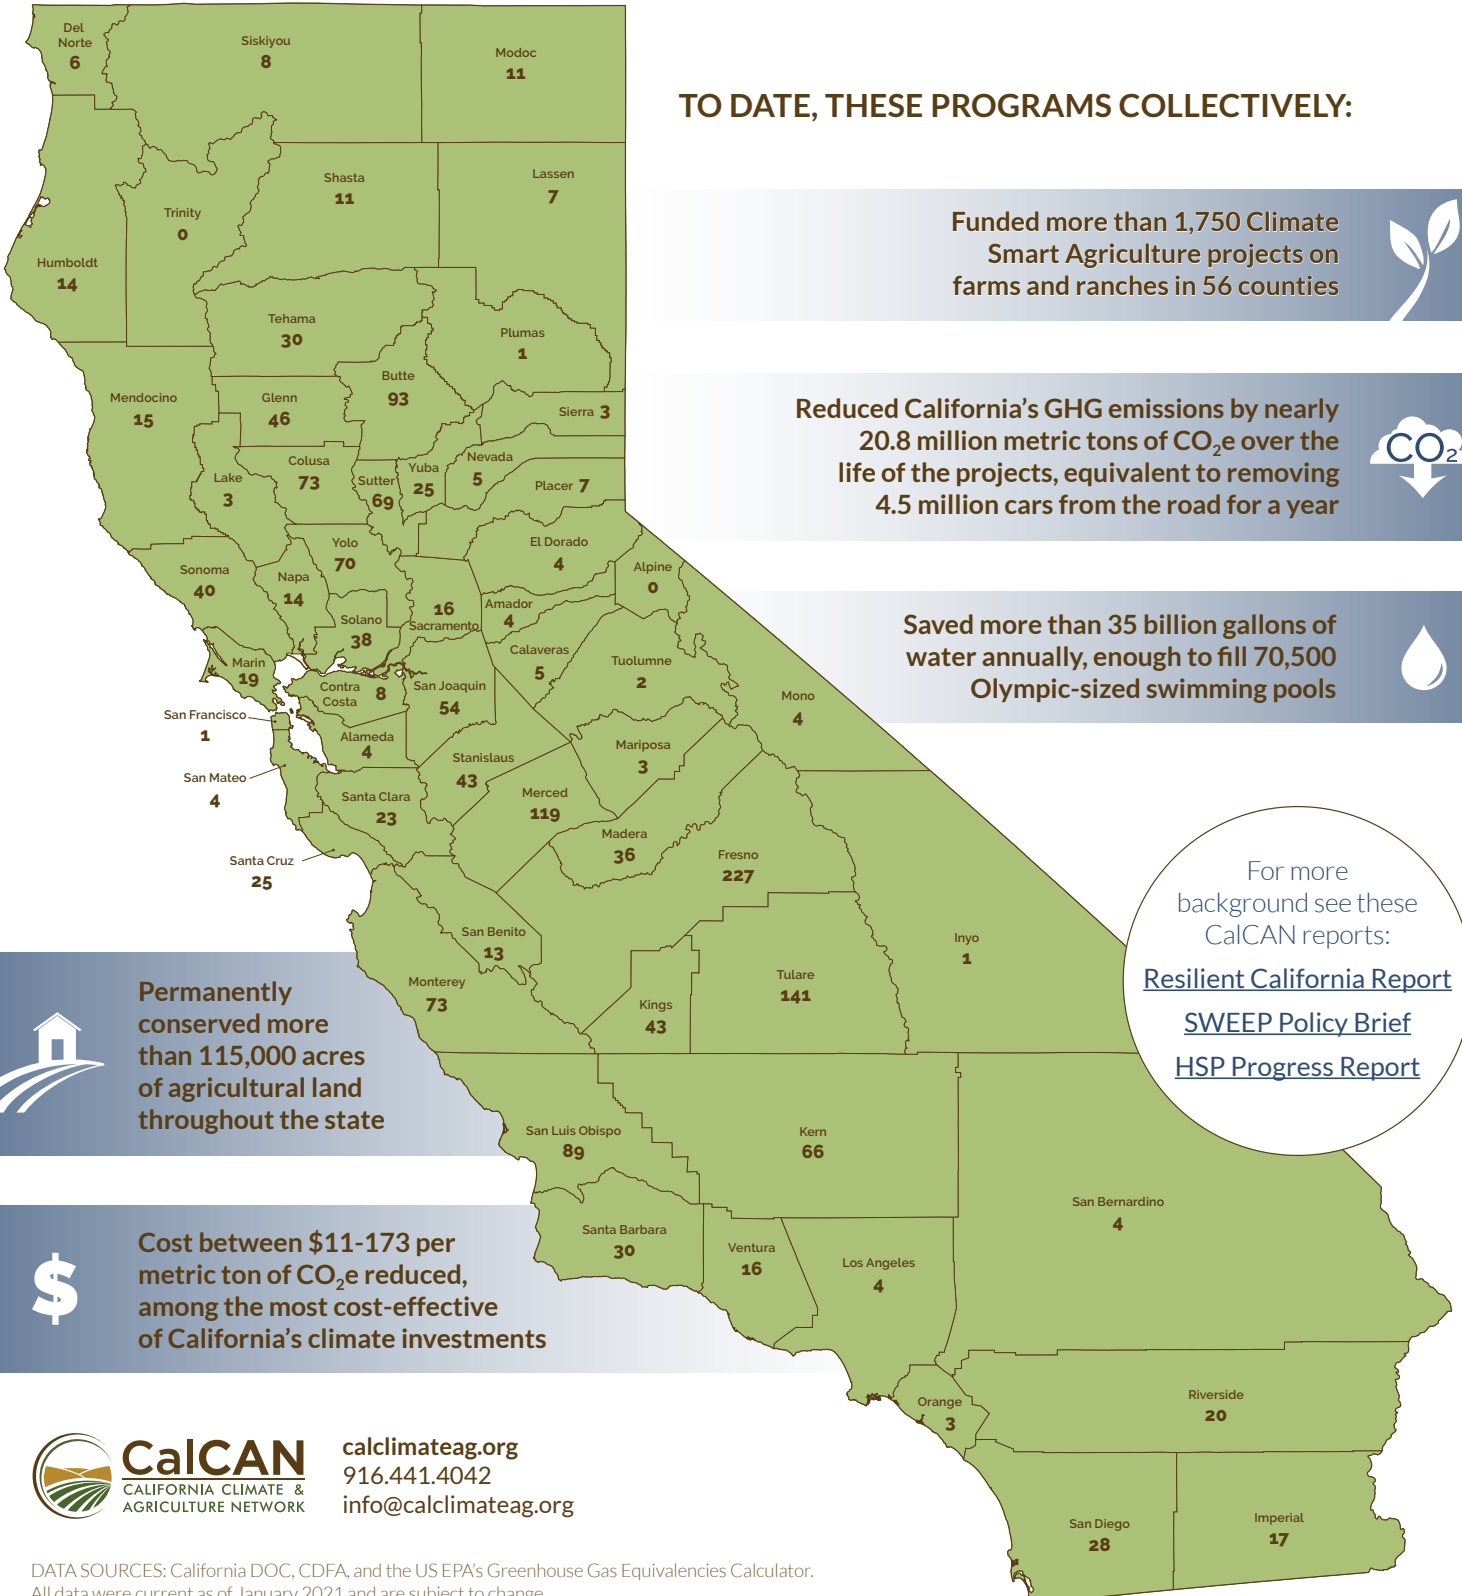 Del
Norte
6
Siskiyou
8
Modoc
11
TO DATE, THESE PROGRAMS COLLECTIVELY:
Shasta
11
Lassen
7
Trinity
0
Humboldt
14
Funded more than 1,750 Climate
Smart Agriculture projects on
farms and ranches in 56 counties
Tehama
30
Plumas
1
Butte
93
Mendocino
15
Glenn
46
Sierra 3
Reduced California's GHG emissions by nearly
20.8 million metric tons of CO₂e over the
life of the projects, equivalent to removing
4.5 million cars from the road for a year
CO₂
Lake
3
Colusa
73
Sutter
69
Yuba
25
Nevada
5
Placer 7
Yolo
70
El Dorado
4
Alpine
0
Sonoma
40
Napa
14
Solano
38
16
Sacramento
Amador
4
Calaveras
5
Tuolumne
2
Saved more than 35 billion gallons of
water annually, enough to fill 70,500
Olympic-sized swimming pools
Marin
19
Contra
Costa
8
San Joaquin
54
Mono
4
San Francisco
1
Alameda
4
Stanislaus
43
Mariposa
3
San Mateo
4
Santa Clara
23
Merced
119
Madera
36
Fresno
227
Santa Cruz
25
San Benito
13
Monterey
73
Kings
43
Tulare
141
Inyo
1
For more
background see these
CalCAN reports:
Resilient California Report
SWEEP Policy Brief
HSP Progress Report
Permanently
conserved more
than 115,000 acres
of agricultural land
throughout the state
San Luis Obispo
89
Kern
66
San Bernardino
4
Santa Barbara
30
Ventura
16
Los Angeles
4
Cost between $11-173 per
metric ton of CO₂e reduced,
among the most cost-effective
of California's climate investments
$
Orange
3
Riverside
20
San Diego
28
Imperial
17
CalCAN
CALIFORNIA CLIMATE &
AGRICULTURE NETWORK
calclimateag.org
916.441.4042
info@calclimateag.org
DATA SOURCES: California DOC, CDFA, and the US EPA's Greenhouse Gas Equivalencies Calculator.
All data were current as of January 2021 and are subject to change.